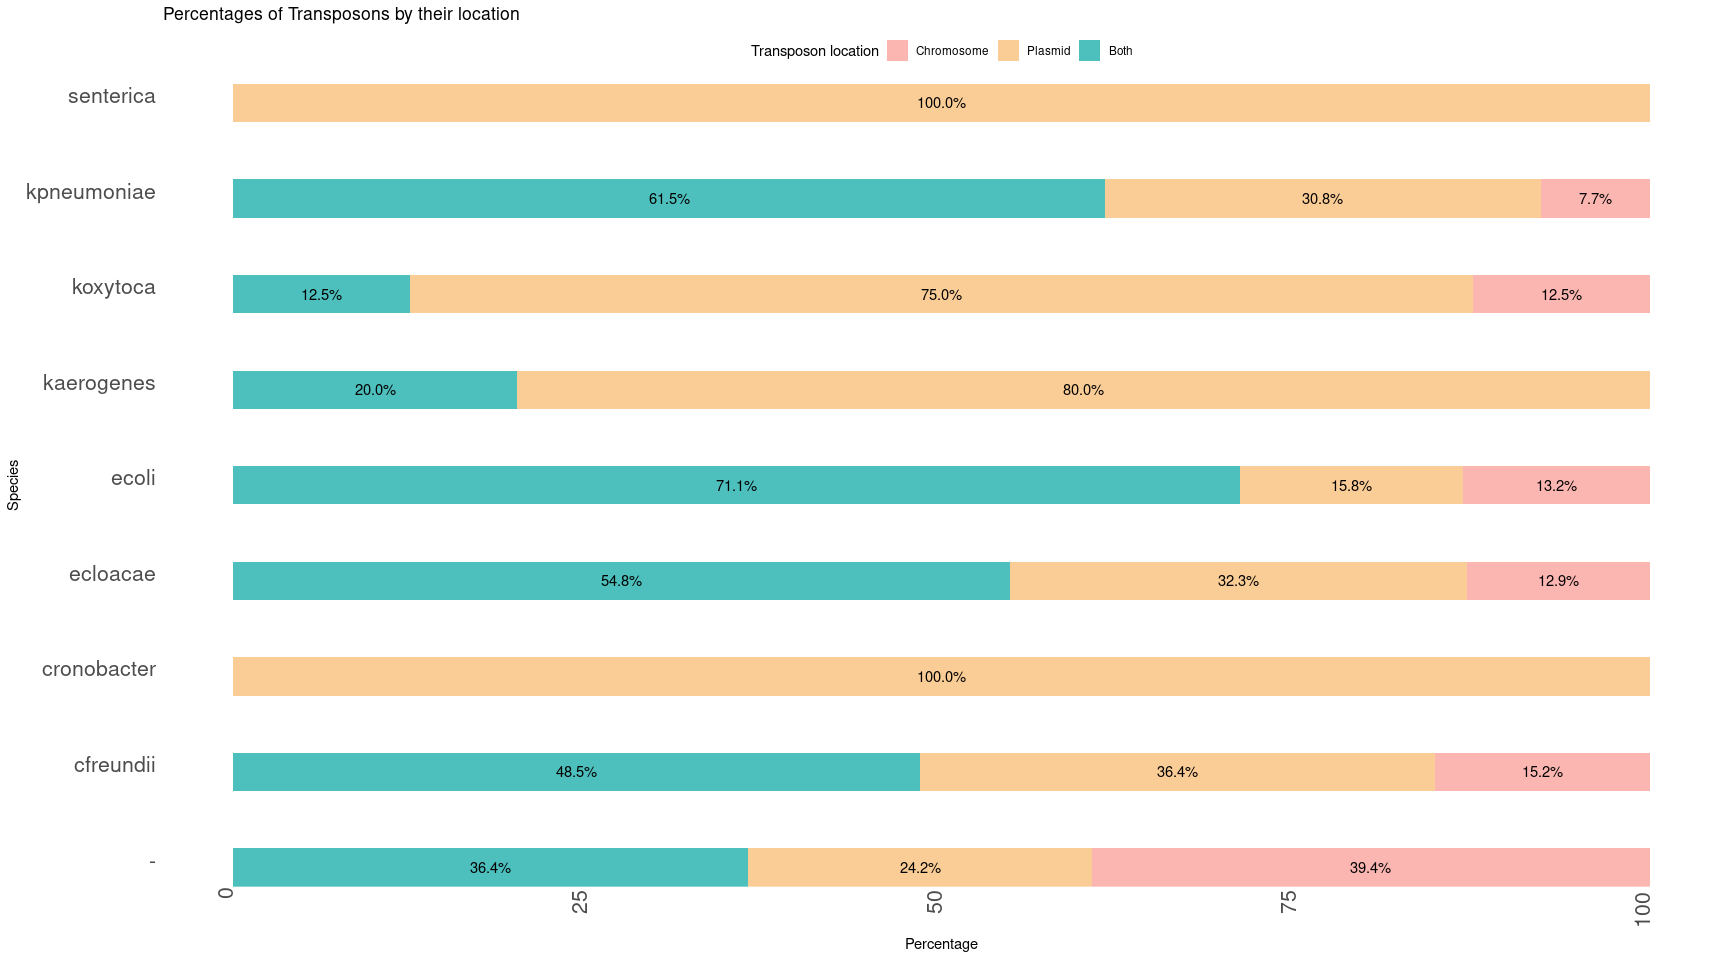 Percentages of Transposons by their location
Transposon location Chromosome Plasmid Both
senterica 100.0%
kpneumoniae 61.5% 30.8% 7.7%
koxytoca 12.5% 75.0% 12.5%
kaerogenes 20.0% 80.0%
ecoli 71.1% 15.8% 13.2%
Species
ecloacae 54.8% 32.3% 12.9%
cronobacter 100.0%
cfreundii 48.5% 36.4% 15.2%
- 36.4% 24.2% 39.4%
0 25 50 75 100
Percentage